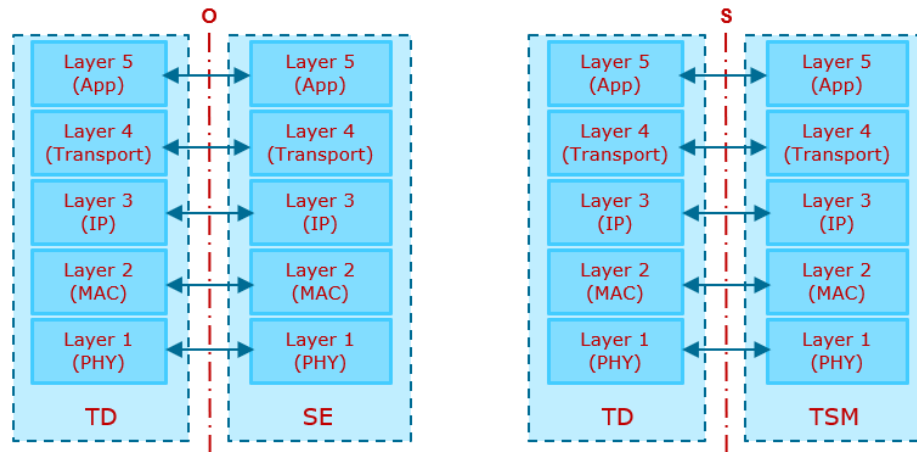 O
Layer 5
(App)
Layer 4
(Transport)
Layer 3
(IP)
Layer 2
(MAC)
Layer 1
(PHY)
TD
Layer 5
(App)
Layer 4
(Transport)
Layer 3
(IP)
Layer 2
(MAC)
Layer 1
(PHY)
SE
S
Layer 5
(App)
Layer 4
(Transport)
Layer 3
(IP)
Layer 2
(MAC)
Layer 1
(PHY)
TD
Layer 5
(App)
Layer 4
(Transport)
Layer 3
(IP)
Layer 2
(MAC)
Layer 1
(PHY)
TSM